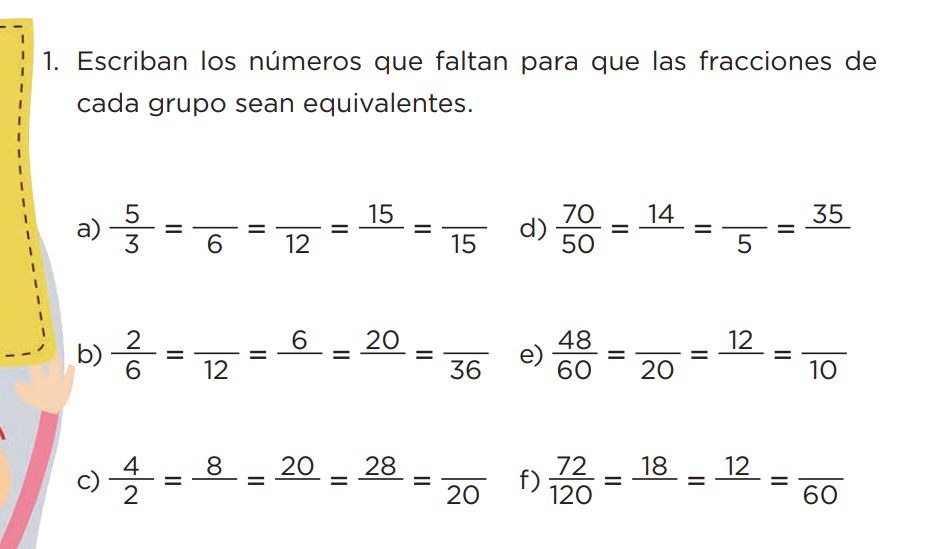 1. Escriban los números que faltan para que las fracciones de
cada grupo sean equivalentes.
a) 5/3 = /6 = /12 = 15/ = /15
d) 70/50 = 14/ = /5 = 35/
b) 2/6 = /12 = 6/ = 20/ = /36
e) 48/60 = /20 = 12/ = /10
c) 4/2 = 8/ = 20/ = 28/ = /20
f) 72/120 = 18/ = 12/ = /60